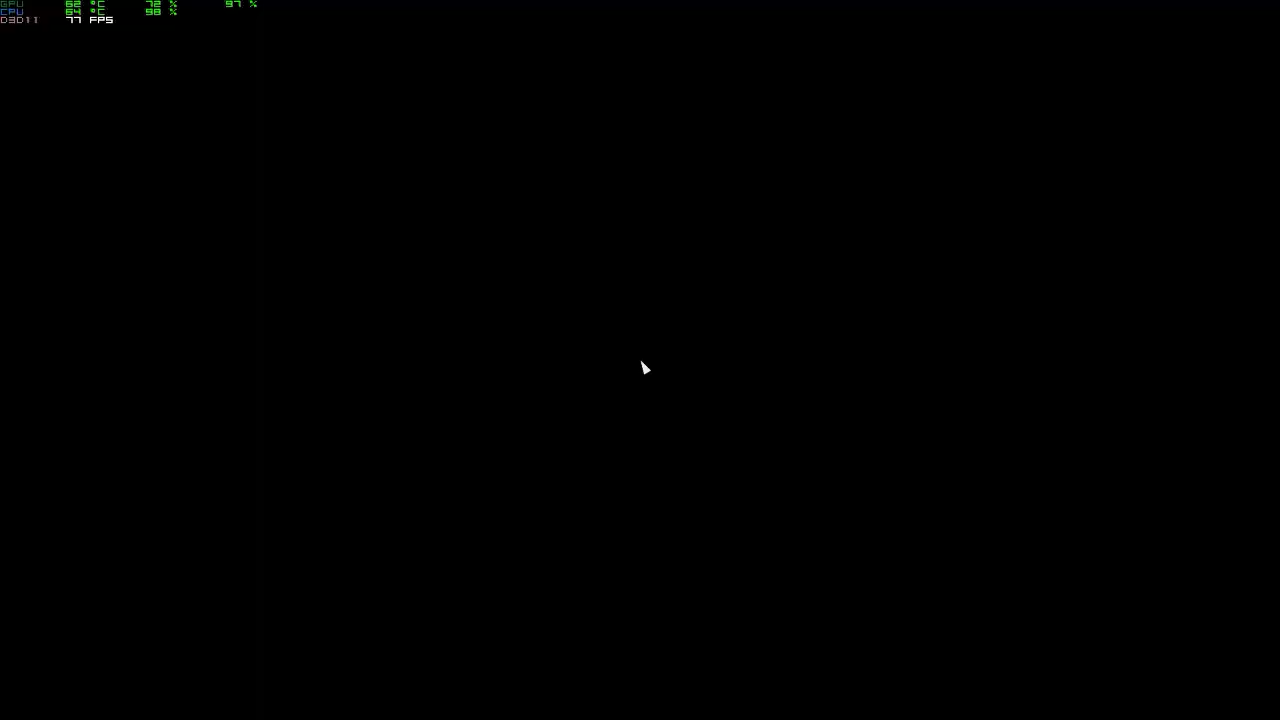 GPU 62 °C 72 % 97 %
CPU 64 °C 98 %
D3D11 77 FPS